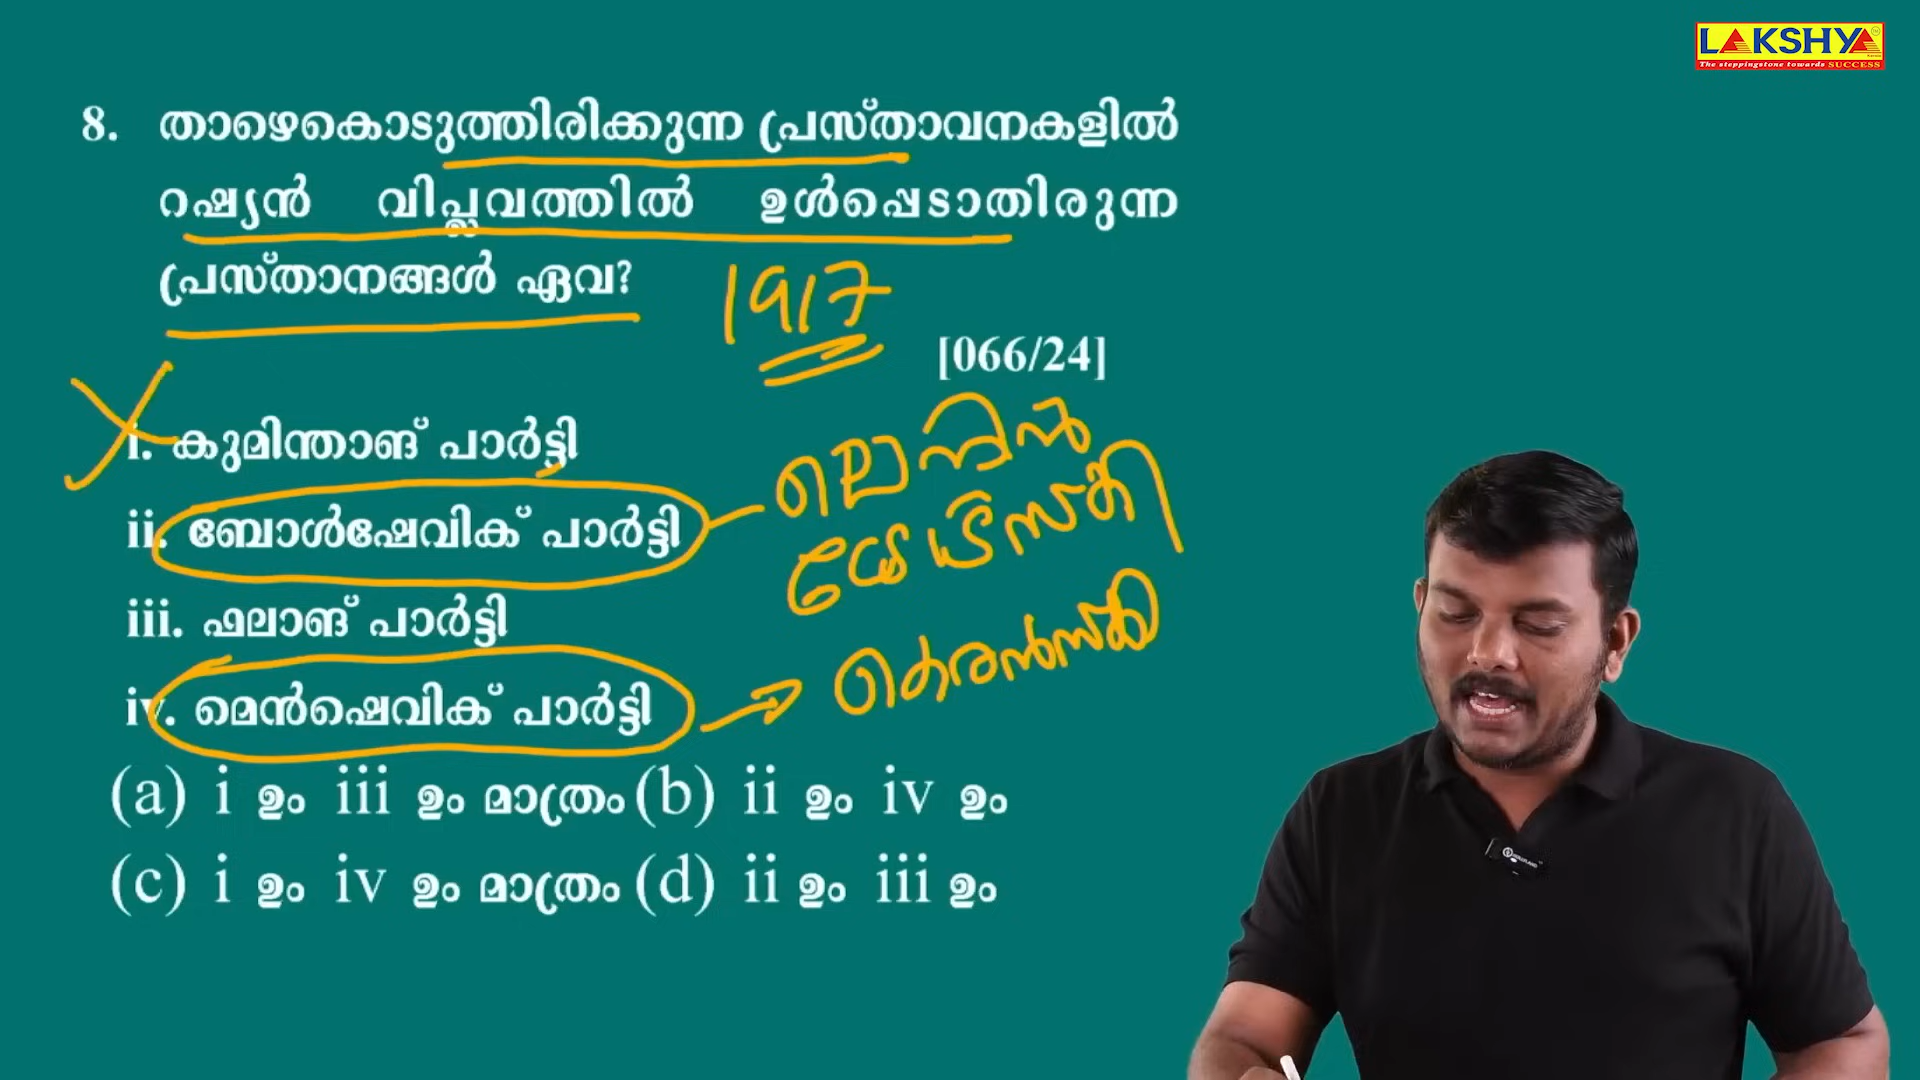 LAKSHYA
The steppingstone towards SUCCESS
8. താഴെകൊടുത്തിരിക്കുന്ന പ്രസ്താവനകളിൽ
റഷ്യൻ വിപ്ലവത്തിൽ ഉൾപ്പെടാതിരുന്ന
പ്രസ്താനങ്ങൾ ഏവ?
1917
[066/24]
i. കുമിന്താങ് പാർട്ടി
ii. ബോൾഷേവിക് പാർട്ടി
ലെനിൻ
iii. ഫലാങ് പാർട്ടി
iv. മെൻഷെവിക് പാർട്ടി
കെരൻസ്കി
(a) i ഉം iii ഉം മാത്രം (b) ii ഉം iv ഉം
(c) i ഉം iv ഉം മാത്രം (d) ii ഉം iii ഉം